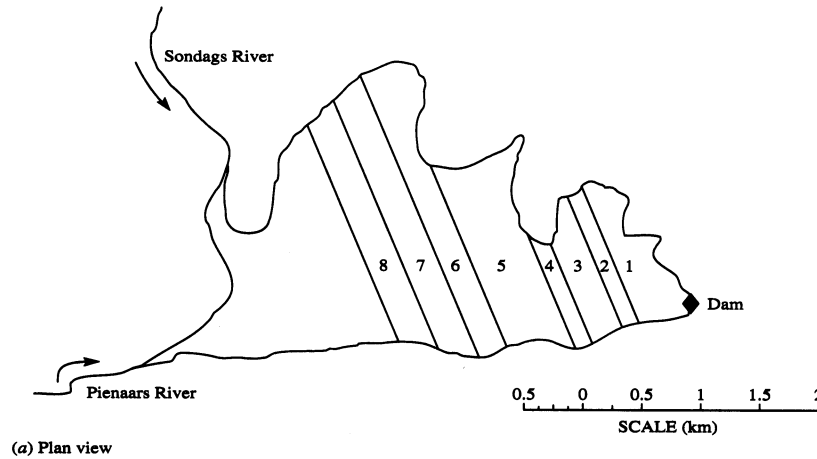 Sondags River
8 7 6 5 4 3 2 1
Dam
Pienaars River
0.5 0 0.5 1 1.5 2
SCALE (km)
(a) Plan view